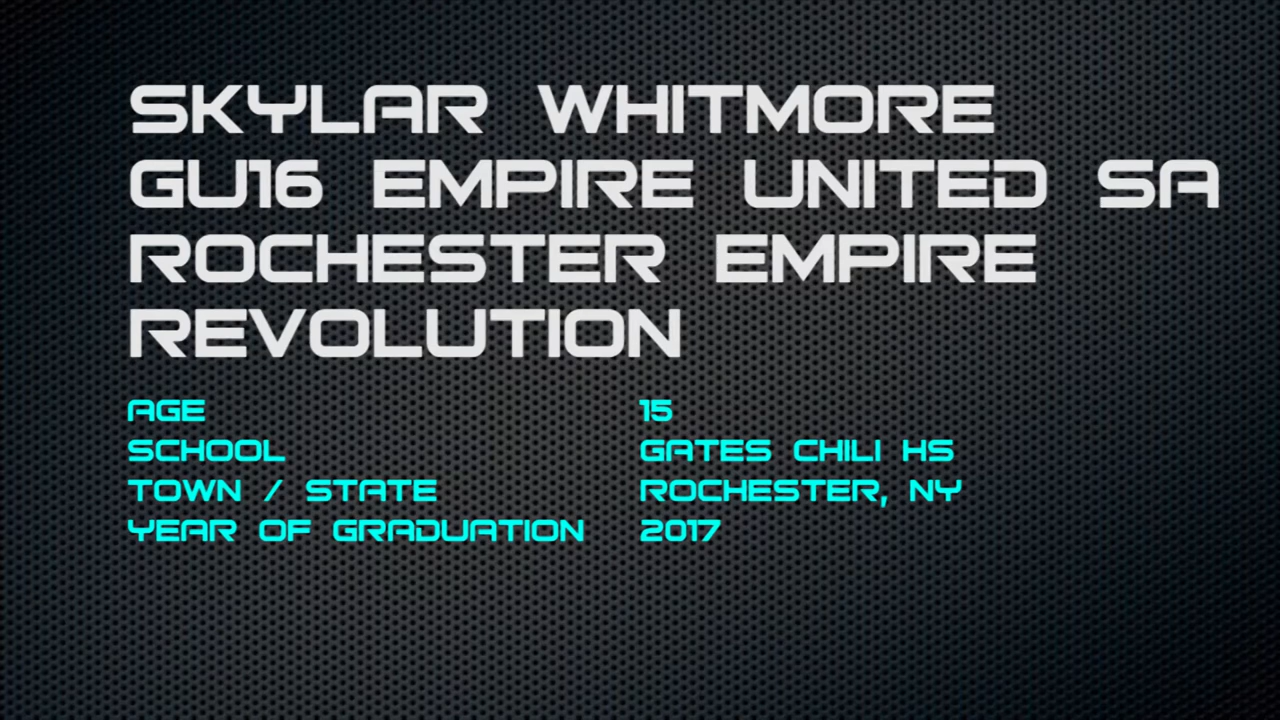 SKYLAR WHITMORE
GU16 EMPIRE UNITED SA
ROCHESTER EMPIRE
REVOLUTION
AGE 15
SCHOOL GATES CHILI HS
TOWN / STATE ROCHESTER, NY
YEAR OF GRADUATION 2017